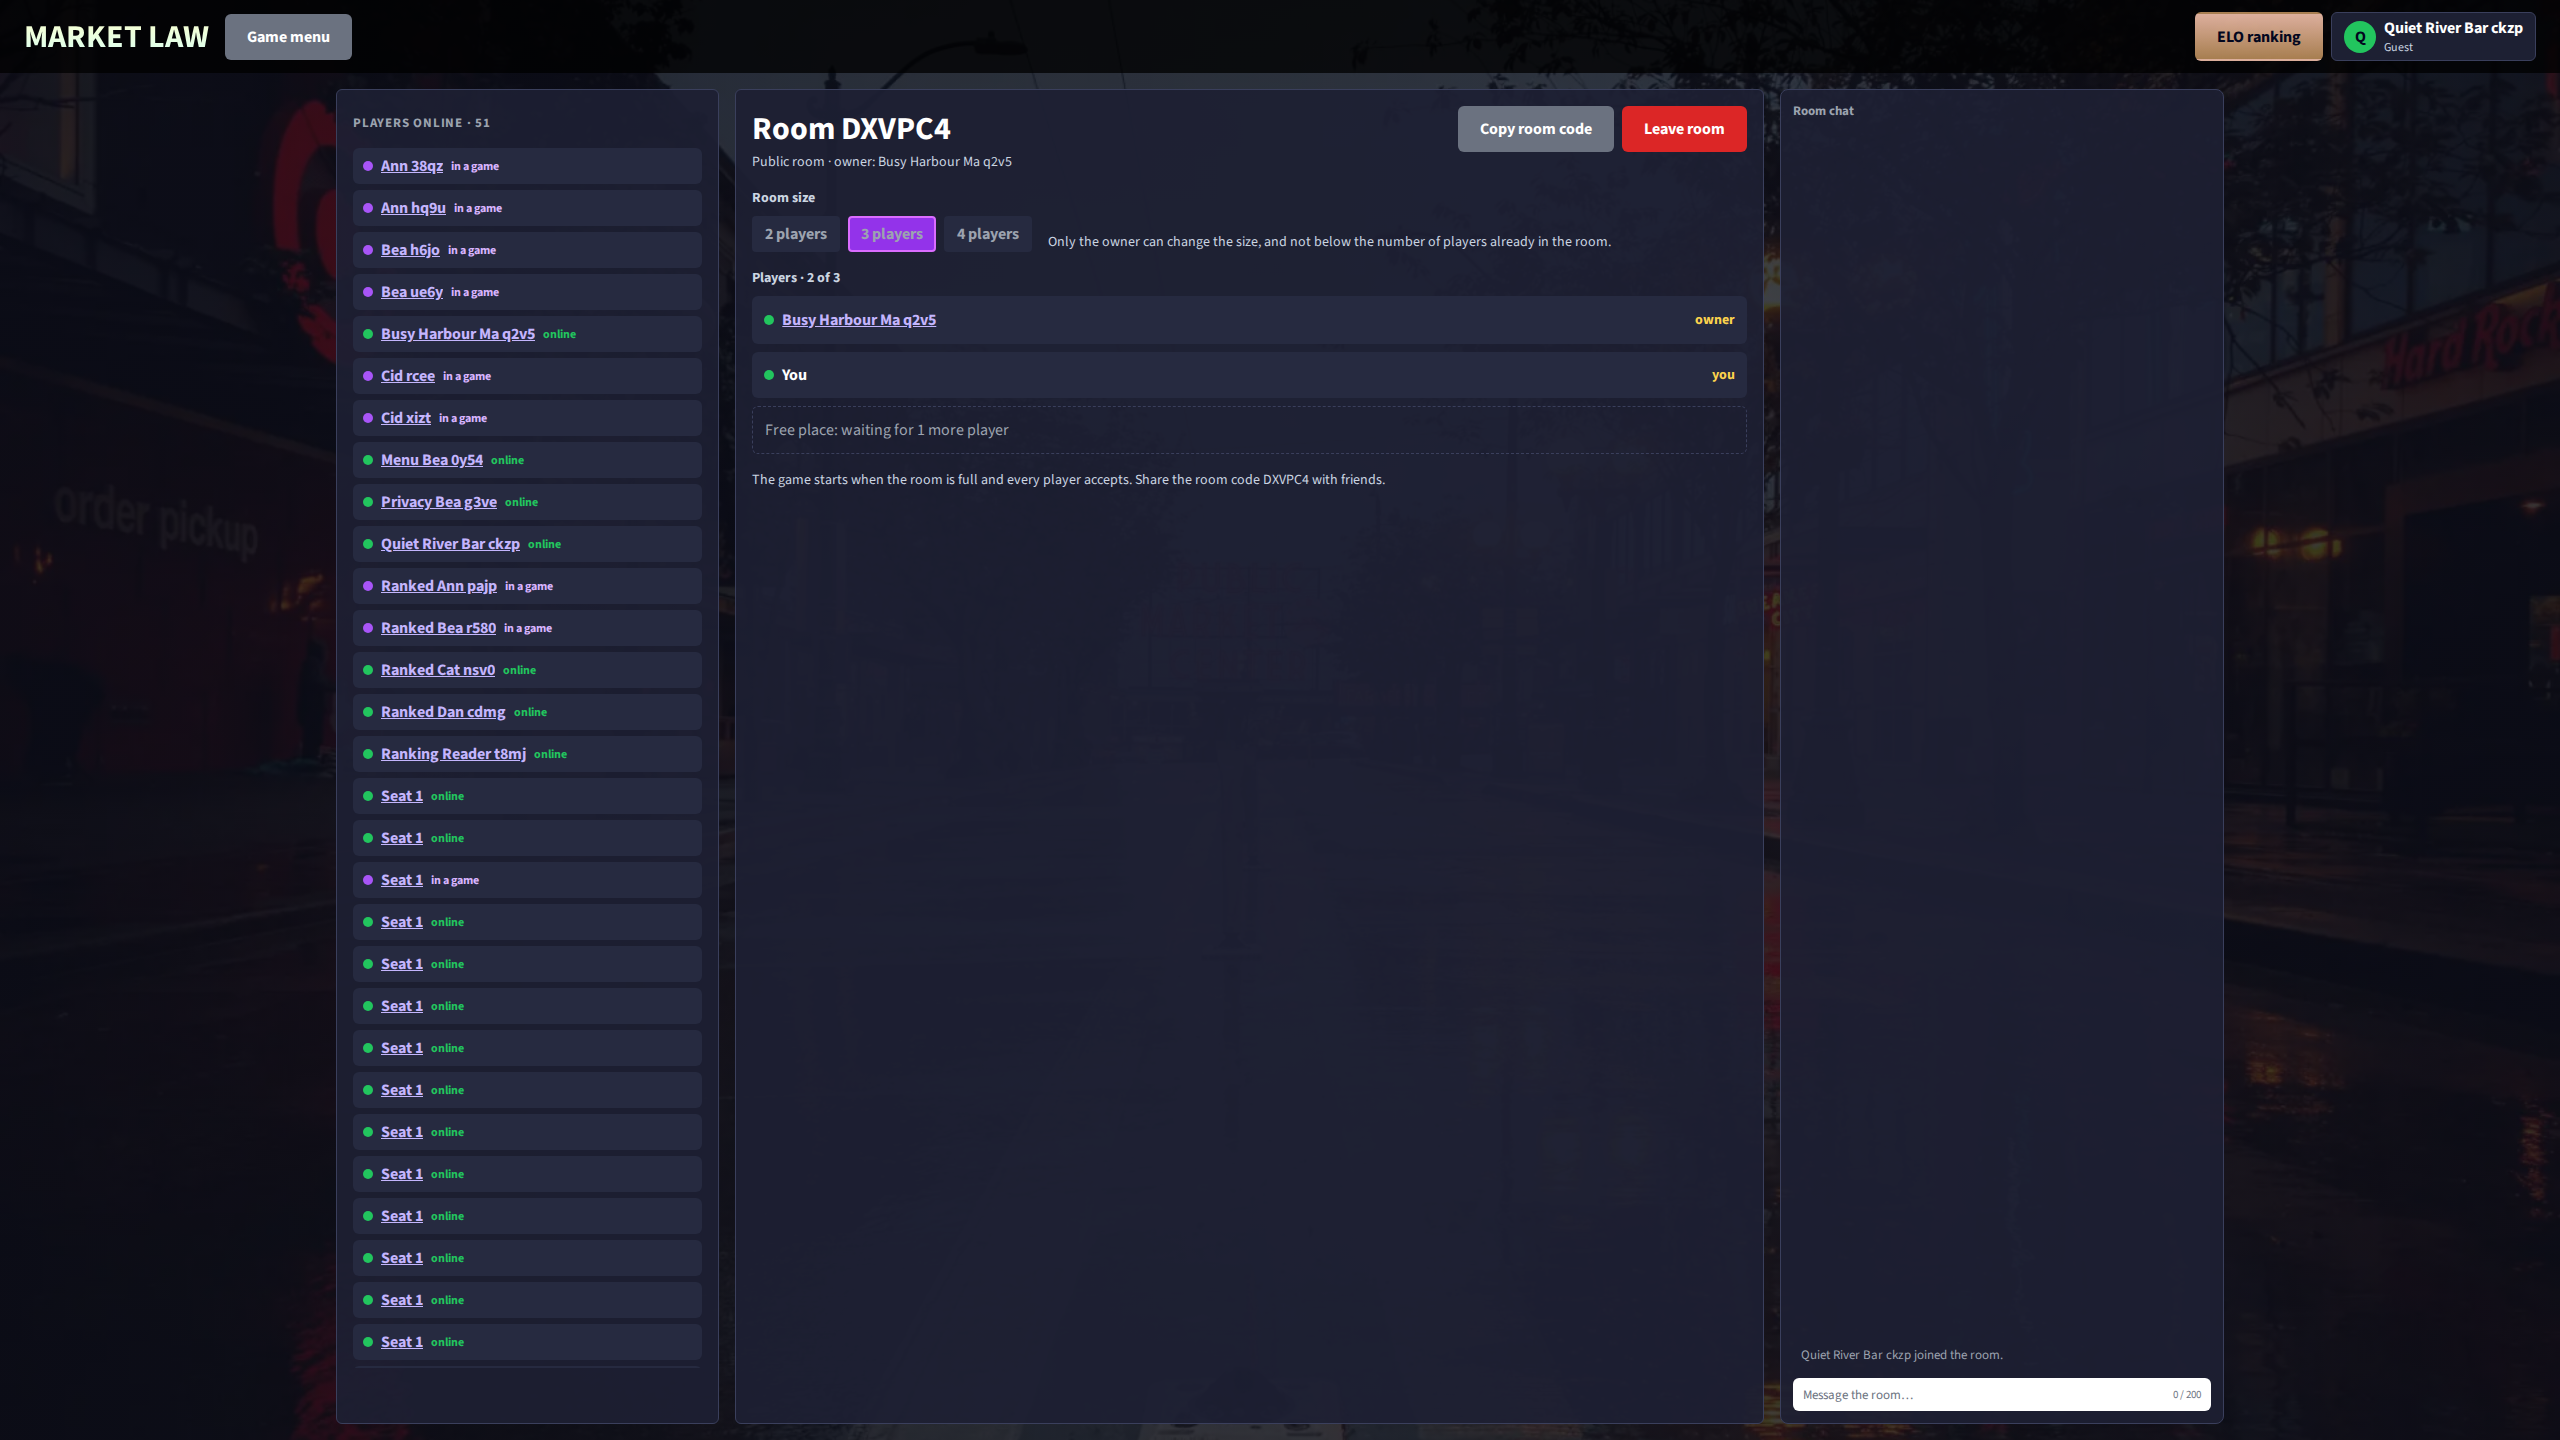 MARKET LAW
Game menu
ELO ranking
Q
Quiet River Bar ckzp
Guest
PLAYERS ONLINE · 51
Ann 38qz in a game
Ann hq9u in a game
Bea h6jo in a game
Bea ue6y in a game
Busy Harbour Ma q2v5 online
Cid rcee in a game
Cid xizt in a game
Menu Bea 0y54 online
Privacy Bea g3ve online
Quiet River Bar ckzp online
Ranked Ann pajp in a game
Ranked Bea r580 in a game
Ranked Cat nsv0 online
Ranked Dan cdmg online
Ranking Reader t8mj online
Seat 1 online
Seat 1 online
Seat 1 in a game
Seat 1 online
Seat 1 online
Seat 1 online
Seat 1 online
Seat 1 online
Seat 1 online
Seat 1 online
Seat 1 online
Seat 1 online
Seat 1 online
Seat 1 online
Room DXVPC4
Copy room code
Leave room
Public room · owner: Busy Harbour Ma q2v5
Room size
2 players
3 players
4 players
Only the owner can change the size, and not below the number of players already in the room.
Players · 2 of 3
Busy Harbour Ma q2v5 owner
You you
Free place: waiting for 1 more player
The game starts when the room is full and every player accepts. Share the room code DXVPC4 with friends.
Room chat
Quiet River Bar ckzp joined the room.
Message the room…
0 / 200
order pickup
Hard Rock